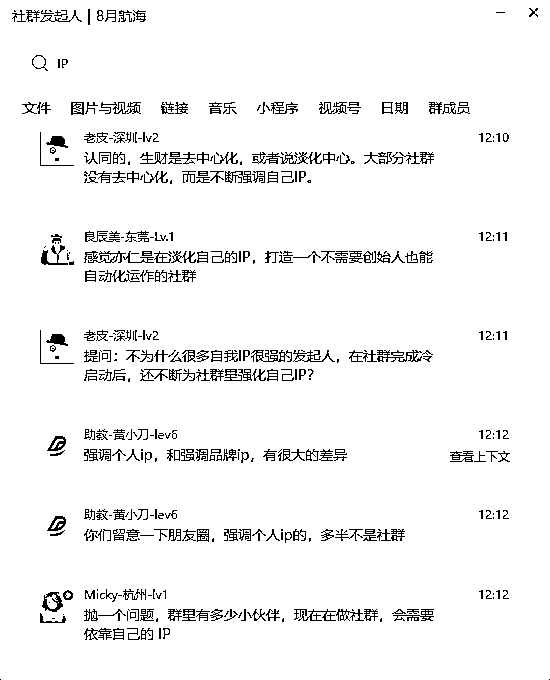 社群发起人 | 8月航海
IP
文件 图片与视频 链接 音乐 小程序 视频号 日期 群成员
老皮-深圳-lv2 12:10
认同的，生财是去中心化，或者说淡化中心。大部分社群
没有去中心化，而是不断强调自己IP。
良辰美-东莞-Lv.1 12:11
感觉亦仁是在淡化自己的IP，打造一个不需要创始人也能
自动化运作的社群
老皮-深圳-lv2 12:11
提问：不为什么很多自我IP很强的发起人，在社群完成冷
启动后，还不断为社群里强化自己IP？
助教-黄小刀-lev6 12:12
强调个人ip，和强调品牌ip，有很大的差异 查看上下文
助教-黄小刀-lev6 12:12
你们留意一下朋友圈，强调个人ip的，多半不是社群
Micky-杭州-lv1 12:12
抛一个问题，群里有多少小伙伴，现在在做社群，会需要
依靠自己的 IP